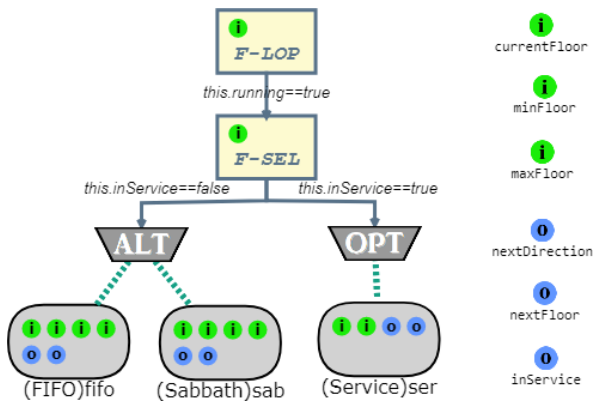 i
F-LOP
this.running==true
i
F-SEL
this.inService==false
this.inService==true
ALT
OPT
i i i i
o o
(FIFO)fifo
i i i i
o o
(Sabbath)sab
i i o o
(Service)ser
i
currentFloor
i
minFloor
i
maxFloor
o
nextDirection
o
nextFloor
o
inService